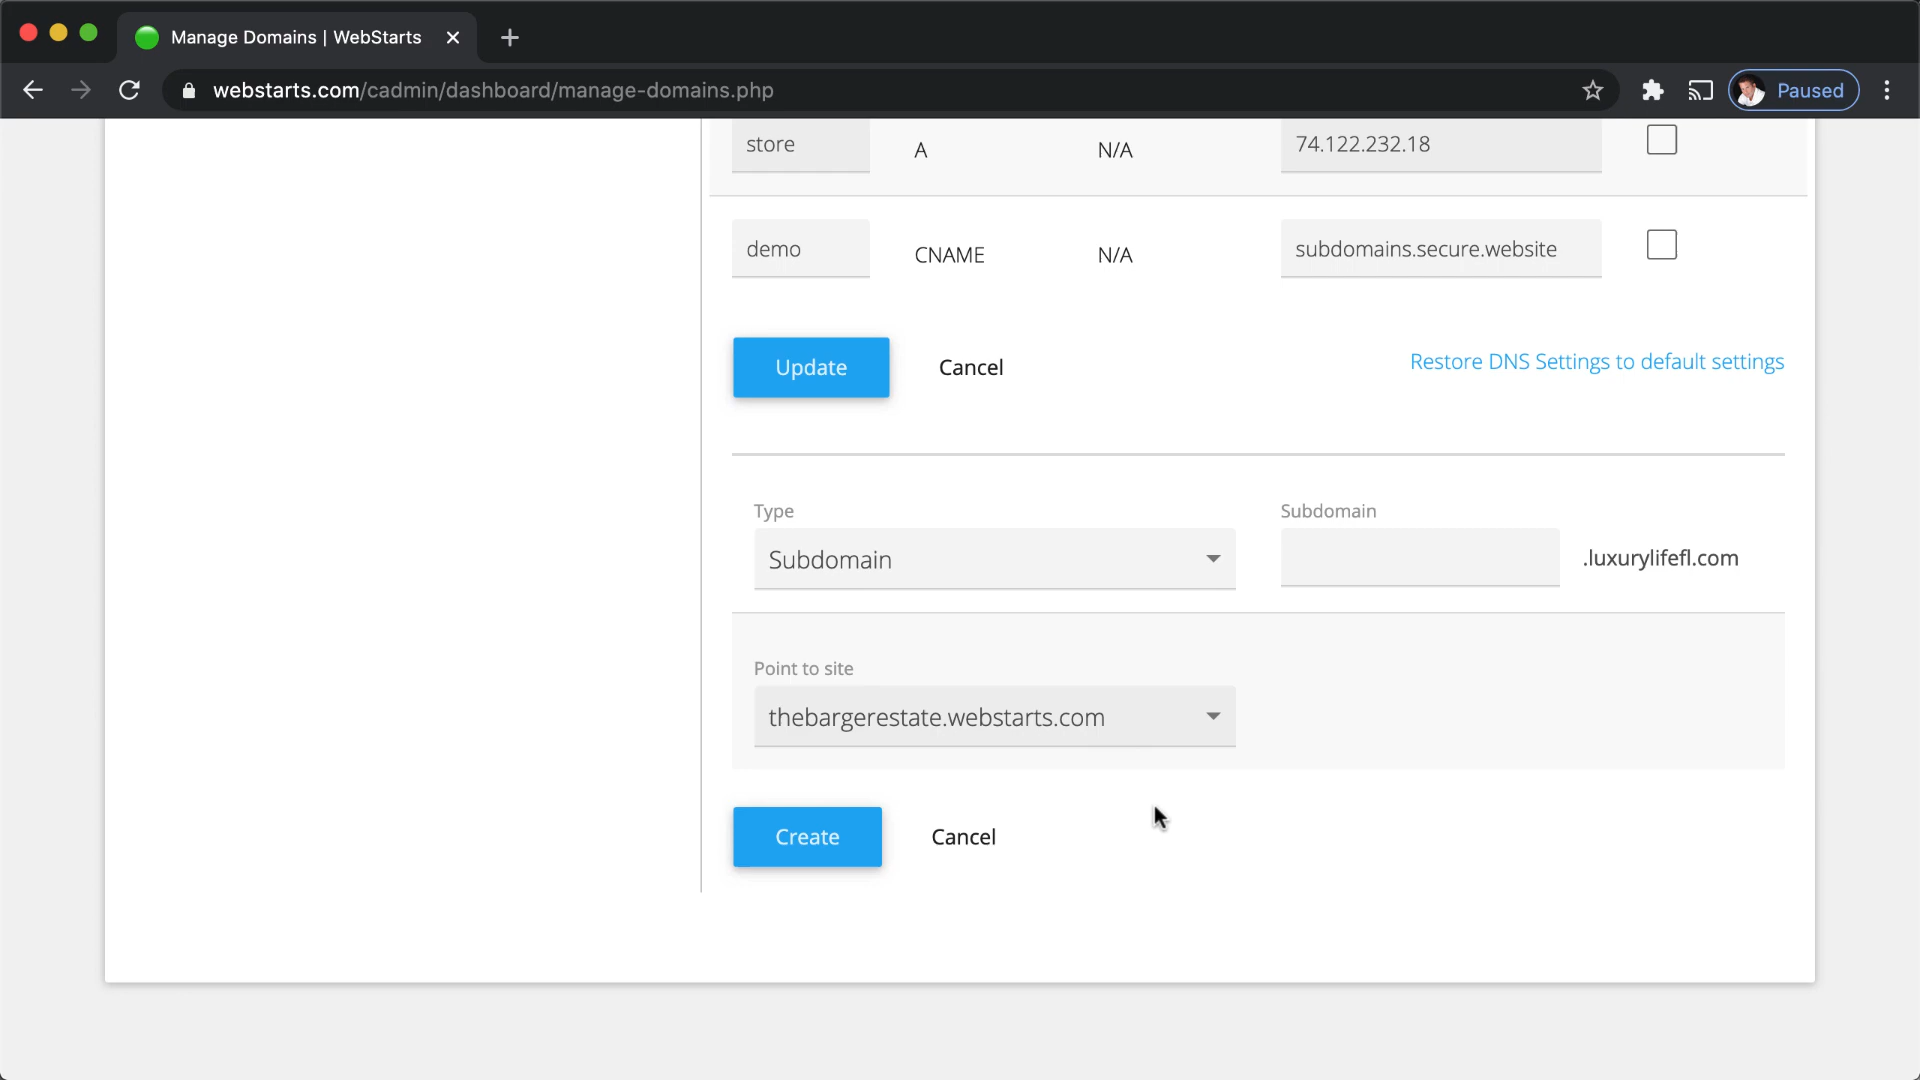 Manage Domains | WebStarts
webstarts.com/cadmin/dashboard/manage-domains.php
Paused
store A N/A 74.122.232.18
demo CNAME N/A subdomains.secure.website
Update Cancel Restore DNS Settings to default settings
Type Subdomain
Subdomain .luxurylifefl.com
Point to site
thebargerestate.webstarts.com
Create Cancel